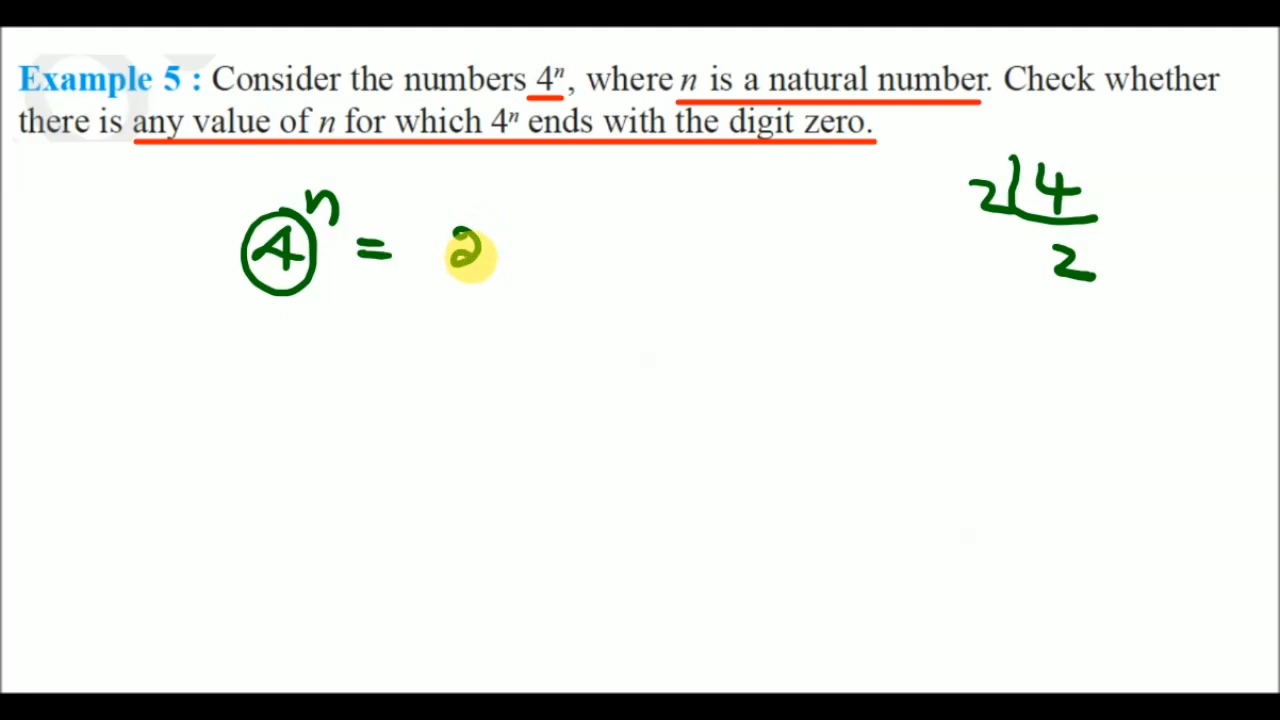 Example 5 : Consider the numbers 4ⁿ, where n is a natural number. Check whether
there is any value of n for which 4ⁿ ends with the digit zero.
4ⁿ = 2
2 | 4
2